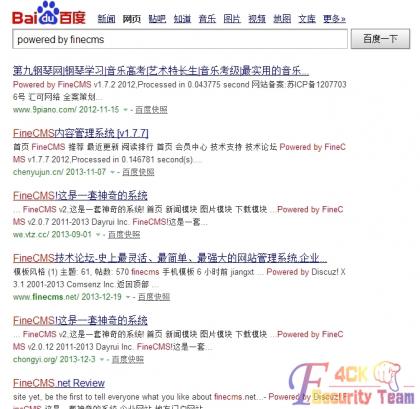 Bai du 百度
新闻 网页 贴吧 知道 音乐 图片 视频 地图 文库 更多»
powered by finecms
百度一下
第九钢琴网|钢琴学习|音乐高考|艺术特长生|音乐考级|最实用的音乐...
Powered by FineCMS v1.7.2 2012,Processed in 0.043775 second 网站备案:苏ICP备1207703
6号 汇可网络 全案策划...
www.9piano.com/ 2012-12-17 - 百度快照
FineCMS内容管理系统 [v1.7.7]
首页 FineCMS 推荐 最近更新 阅读排行 首页 会员中心 技术支持 技术论坛 Powered by FineC
MS v1.7.7 2012,Processed in 0.146781 second(s)....
chenyujun.cn/ 2013-11-07 - 百度快照
FineCMS!这是一套神奇的系统
... FineCMS v2,这是一套神奇的系统! 首页 新闻模块 图片模块 下载模块 ...Powered by FineC
MS v2.0.7 2011-2013 Dayrui Inc. FineCMS!这是一套...
we.vtz.cc/ 2013-09-01 - 百度快照
FineCMS技术论坛-史上最灵活、最简单、最强大的网站管理系统,企业...
模板风格 (1) 主题: 61, 帖数: 570 finecms 手机模板 6 小时前 jiangxt ... Powered by Discuz! X
3.1 2001-2013 Comsenz Inc.返回顶部 ...
www.finecms.net/ 2013-12-19 - 百度快照
FineCMS!这是一套神奇的系统
... FineCMS v2,这是一套神奇的系统! 首页 新闻模块 图片模块 下载模块 ...Powered by FineC
MS v2.0.12 2011-2013 Dayrui Inc. FineCMS!这是一套...
chongyi.org/ 2013-12-3 - 百度快照
FineCMS.net Review
site yet, be the first to tell everyone what you like about finecms.net...- Powered by Discuz! F
F4CK Security Team